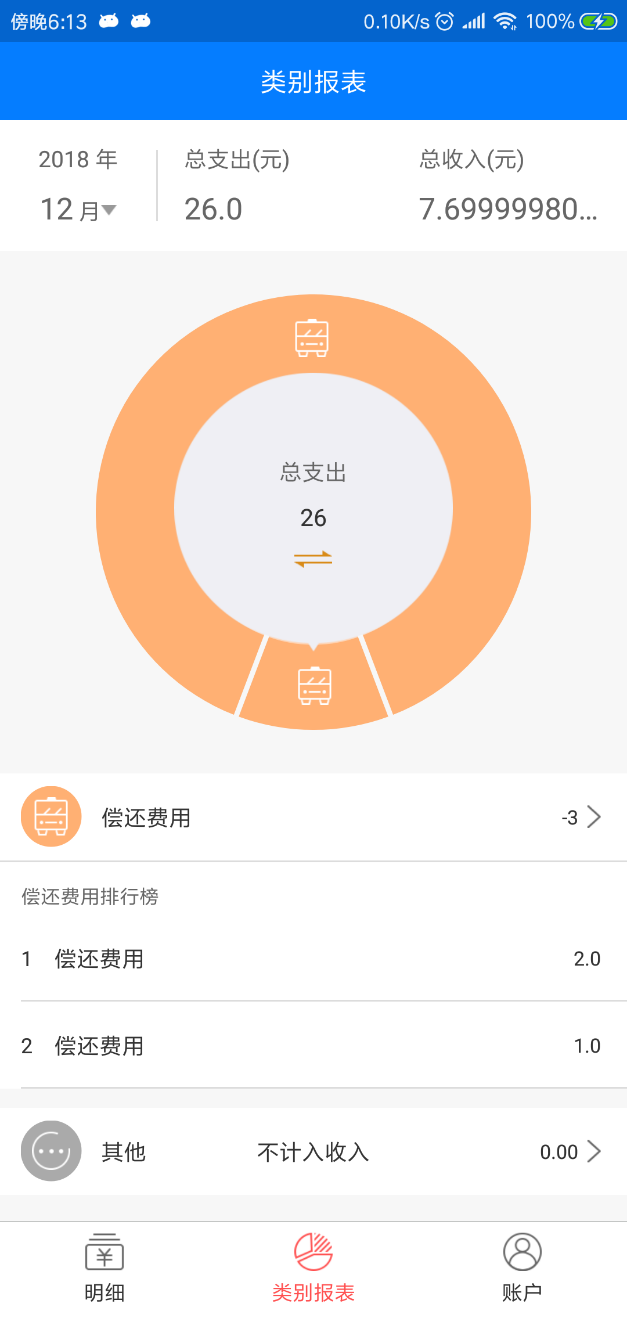 傍晚6:13 0.10K/s 100%
类别报表
2018 年 总支出(元) 总收入(元)
12 月 26.0 7.69999980...
总支出
26
偿还费用 -3
偿还费用排行榜
1 偿还费用 2.0
2 偿还费用 1.0
其他 不计入收入 0.00
明细 类别报表 账户